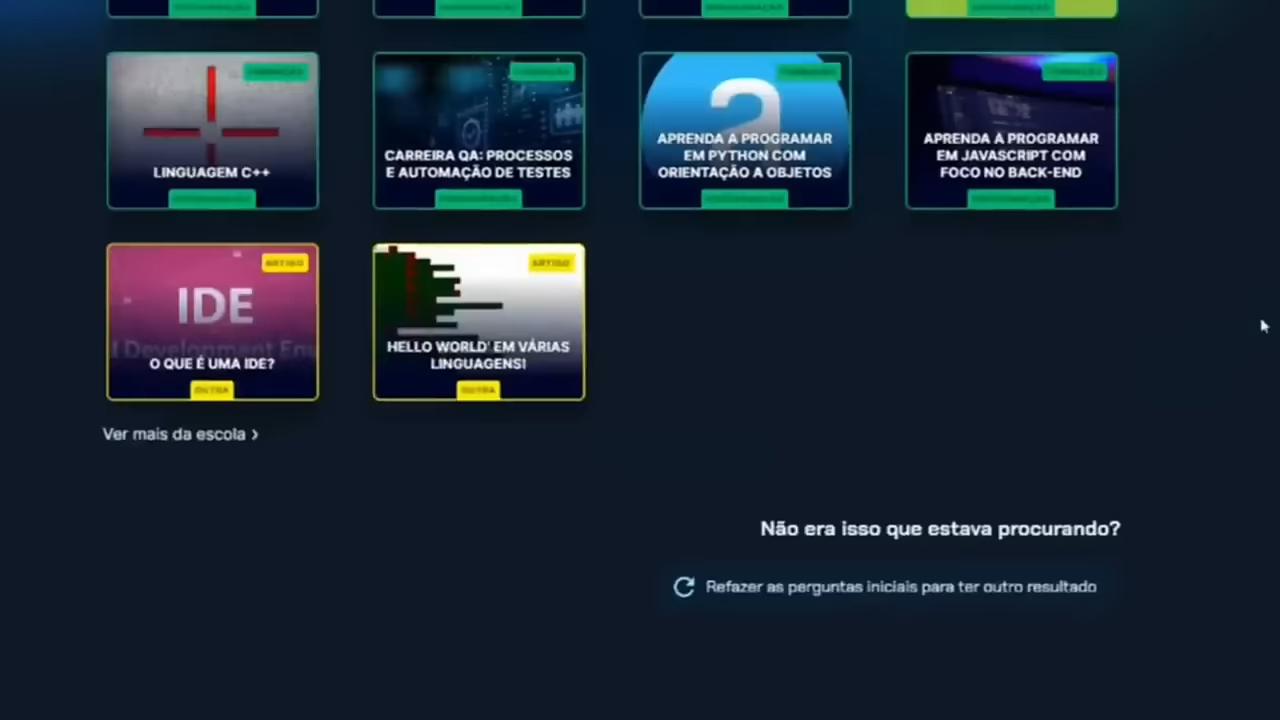 LINGUAGEM C++
CARREIRA QA: PROCESSOS
E AUTOMAÇÃO DE TESTES
APRENDA A PROGRAMAR
EM PYTHON COM
ORIENTAÇÃO A OBJETOS
APRENDA A PROGRAMAR
EM JAVASCRIPT COM
FOCO NO BACK-END
ARTIGO
IDE
O QUE É UMA IDE?
OUTRA
ARTIGO
HELLO WORLD' EM VÁRIAS
LINGUAGENS!
OUTRA
Ver mais da escola >
Não era isso que estava procurando?
Refazer as perguntas iniciais para ter outro resultado